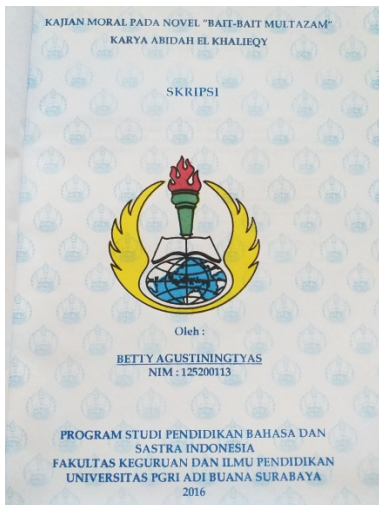 KAJIAN MORAL PADA NOVEL "BAIT-BAIT MULTAZAM"
KARYA ABIDAH EL KHALIEQY
SKRIPSI
Oleh :
BETTY AGUSTININGTYAS
NIM : 125200113
PROGRAM STUDI PENDIDIKAN BAHASA DAN
SASTRA INDONESIA
FAKULTAS KEGURUAN DAN ILMU PENDIDIKAN
UNIVERSITAS PGRI ADI BUANA SURABAYA
2016